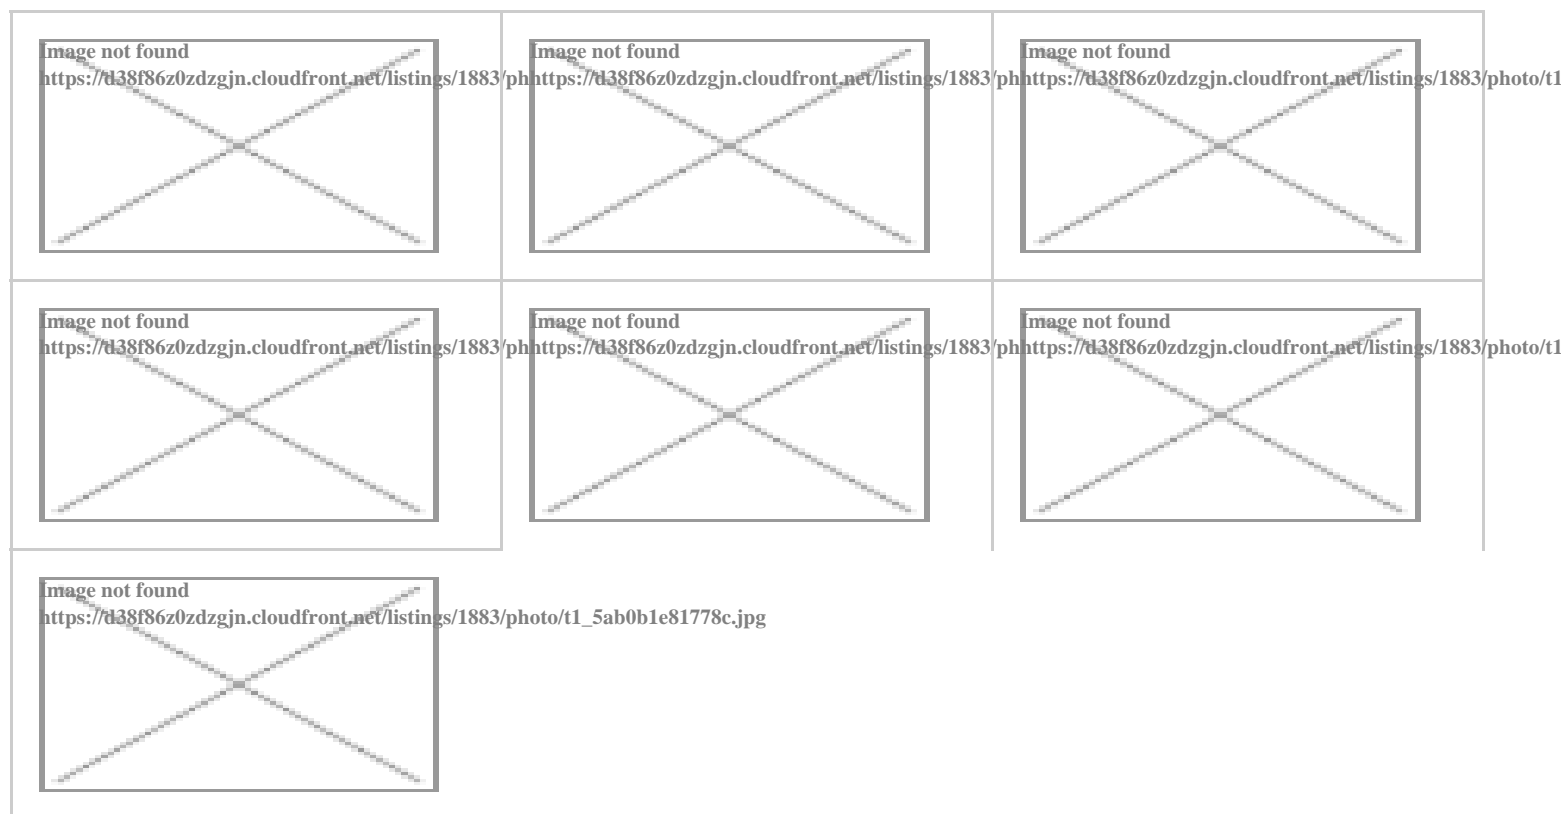 Image not found
https://d38f86z0zdzgjn.cloudfront.net/listings/1883/ph
Image not found
https://d38f86z0zdzgjn.cloudfront.net/listings/1883/ph
Image not found
https://d38f86z0zdzgjn.cloudfront.net/listings/1883/photo/t1
Image not found
https://d38f86z0zdzgjn.cloudfront.net/listings/1883/ph
Image not found
https://d38f86z0zdzgjn.cloudfront.net/listings/1883/ph
Image not found
https://d38f86z0zdzgjn.cloudfront.net/listings/1883/photo/t1
Image not found
https://d38f86z0zdzgjn.cloudfront.net/listings/1883/photo/t1_5ab0b1e81778c.jpg